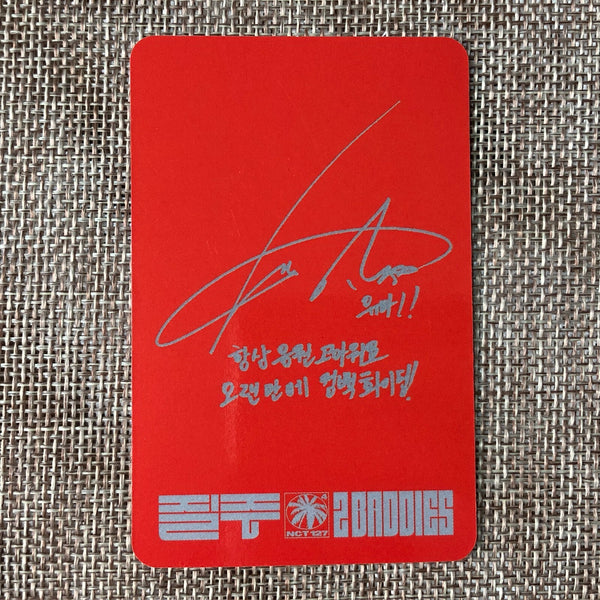 항상 응원 고마워요
오랜만에 컴백 화이팅!
질주 4 2 BADDIES
NCT 127